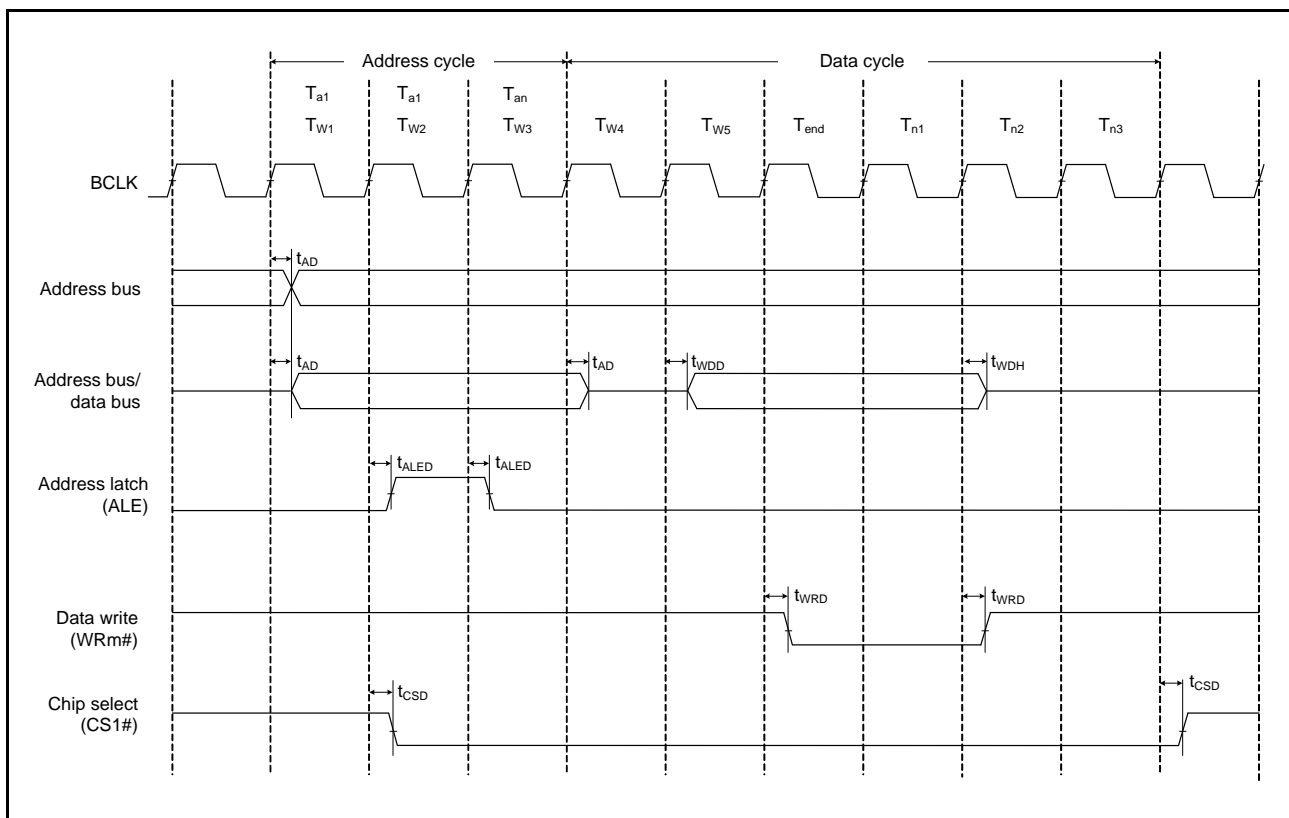 Address cycle Data cycle
Ta1 Ta1 Tan
TW1 TW2 TW3 TW4 TW5 Tend Tn1 Tn2 Tn3
BCLK
tAD
Address bus
tAD tAD tWDD tWDH
Address bus/
data bus
tALED tALED
Address latch
(ALE)
tWRD tWRD
Data write
(WRm#)
tCSD tCSD
Chip select
(CS1#)